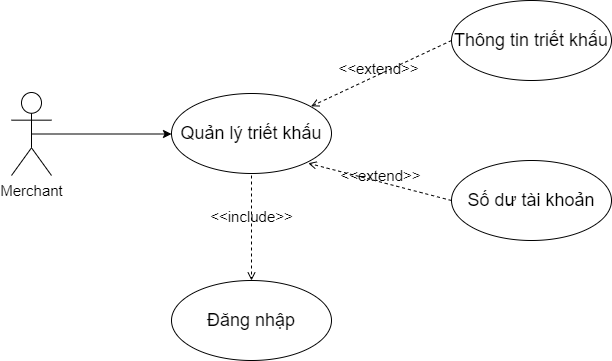 Thông tin triết khấu
<<extend>>
Quản lý triết khấu
Merchant
<<extend>>
Số dư tài khoản
<<include>>
Đăng nhập